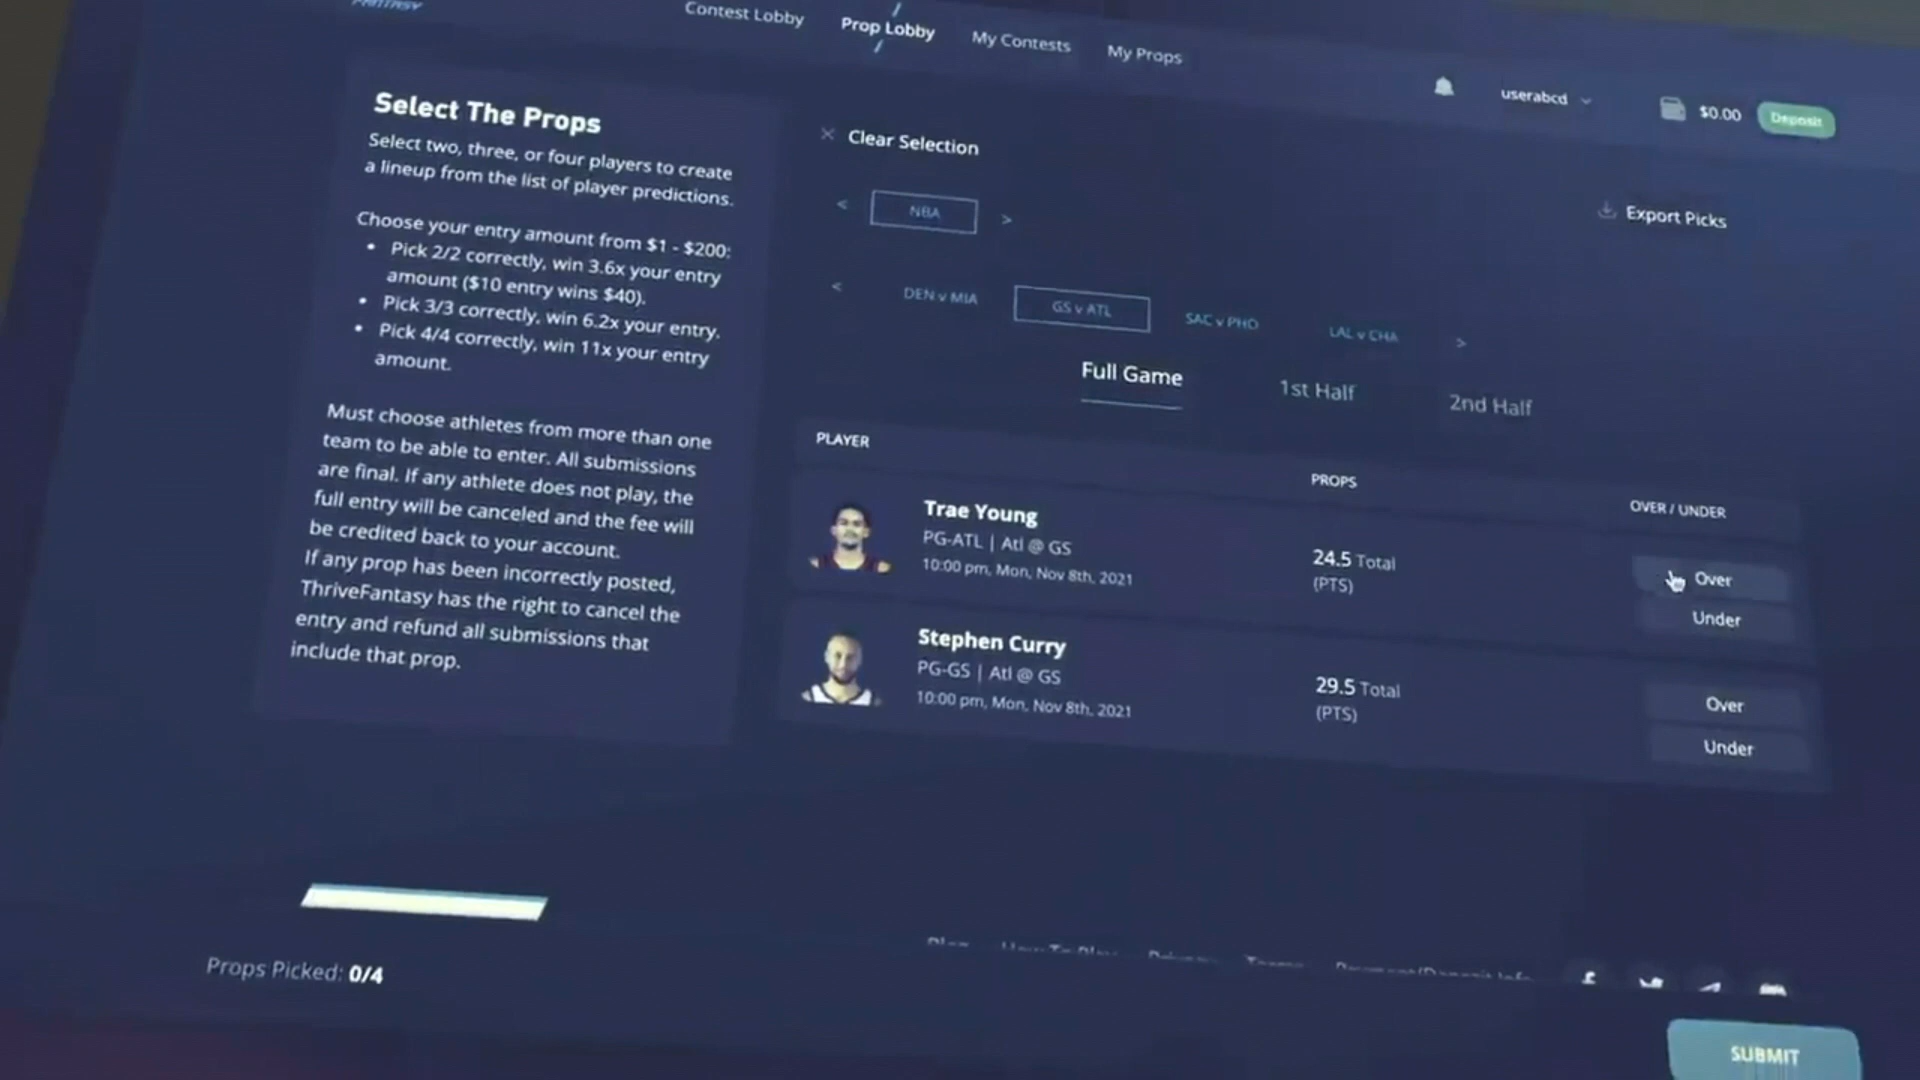 FANTASY
Contest Lobby
Prop Lobby
My Contests
My Props
userabcd
$0.00
Deposit
Select The Props
Select two, three, or four players to create
a lineup from the list of player predictions.
Choose your entry amount from $1 - $200:
• Pick 2/2 correctly, win 3.6x your entry
amount ($10 entry wins $40).
• Pick 3/3 correctly, win 6.2x your entry.
• Pick 4/4 correctly, win 11x your entry
amount.
Must choose athletes from more than one
team to be able to enter. All submissions
are final. If any athlete does not play, the
full entry will be canceled and the fee will
be credited back to your account.
If any prop has been incorrectly posted,
ThriveFantasy has the right to cancel the
entry and refund all submissions that
include that prop.
Clear Selection
< NBA >
Export Picks
< DEN v MIA GS v ATL SAC v PHO LAL v CHA >
Full Game 1st Half 2nd Half
PLAYER PROPS OVER / UNDER
Trae Young
PG-ATL | Atl @ GS
10:00 pm, Mon, Nov 8th, 2021
24.5 Total
(PTS)
Over
Under
Stephen Curry
PG-GS | Atl @ GS
10:00 pm, Mon, Nov 8th, 2021
29.5 Total
(PTS)
Over
Under
Blog How To Play Privacy Terms Payment/Deposit Info
Props Picked: 0/4
SUBMIT